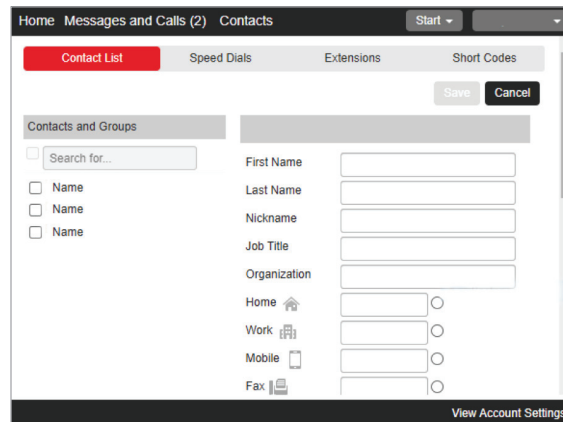 Home Messages and Calls (2) Contacts Start
Contact List Speed Dials Extensions Short Codes
Save Cancel
Contacts and Groups
Search for...
Name
Name
Name
First Name
Last Name
Nickname
Job Title
Organization
Home
Work
Mobile
Fax
View Account Settings